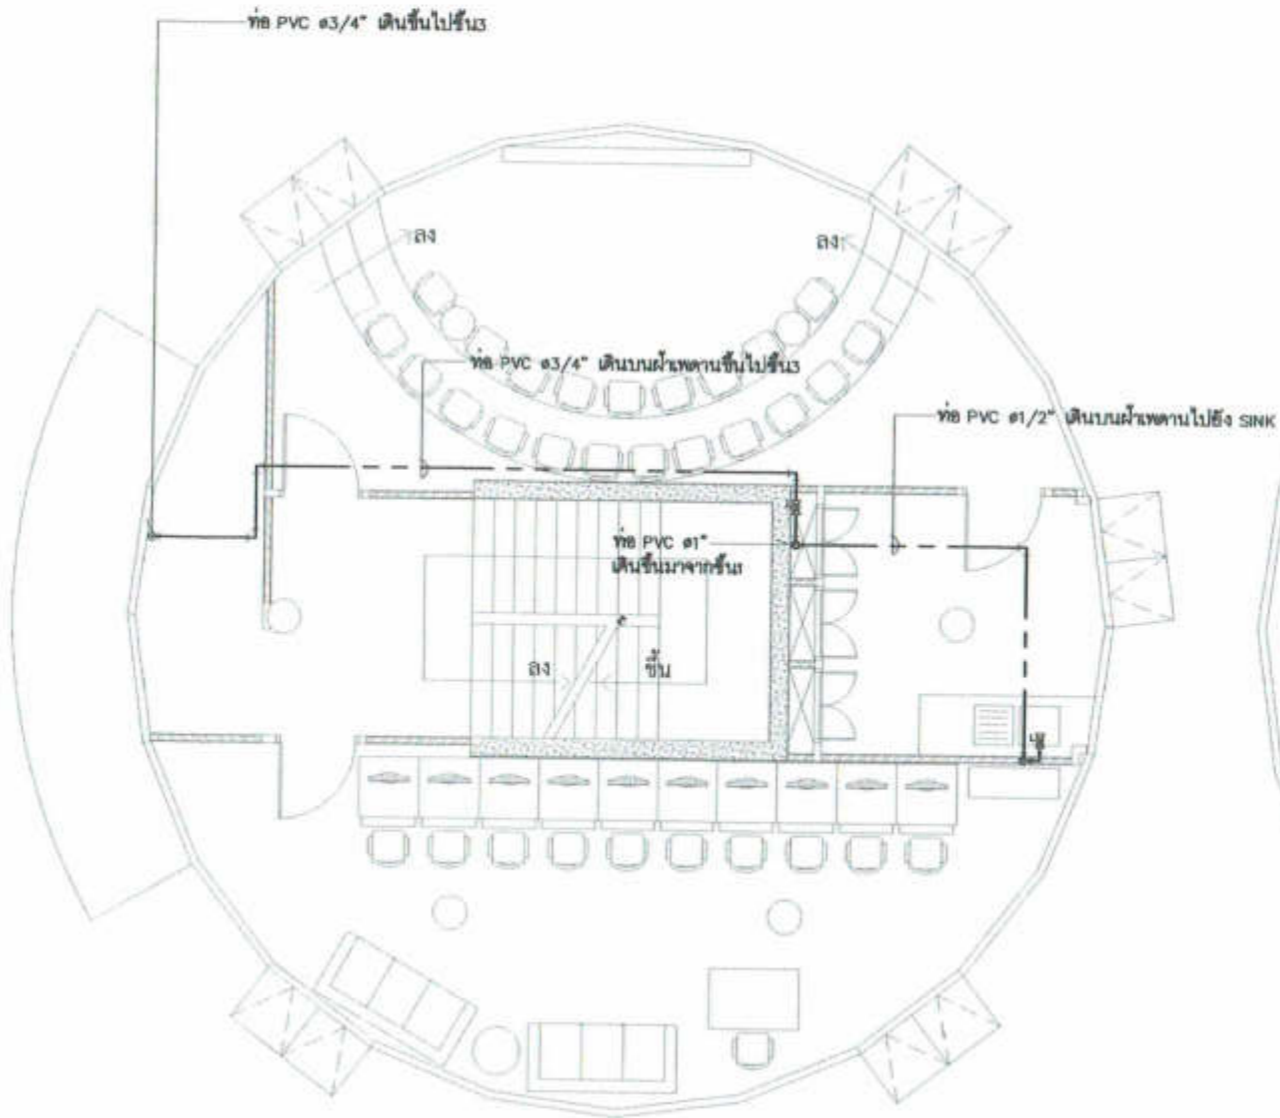 ท่อ PVC ø3/4" เดินขึ้นไปชั้น3
ลง
ลง
ท่อ PVC ø3/4" เดินบนฝ้าเพดานขึ้นไปชั้น3
ท่อ PVC ø1/2" เดินบนฝ้าเพดานไปยัง SINK
ท่อ PVC ø1"
เดินขึ้นมาจากชั้น1
ลง
ขึ้น